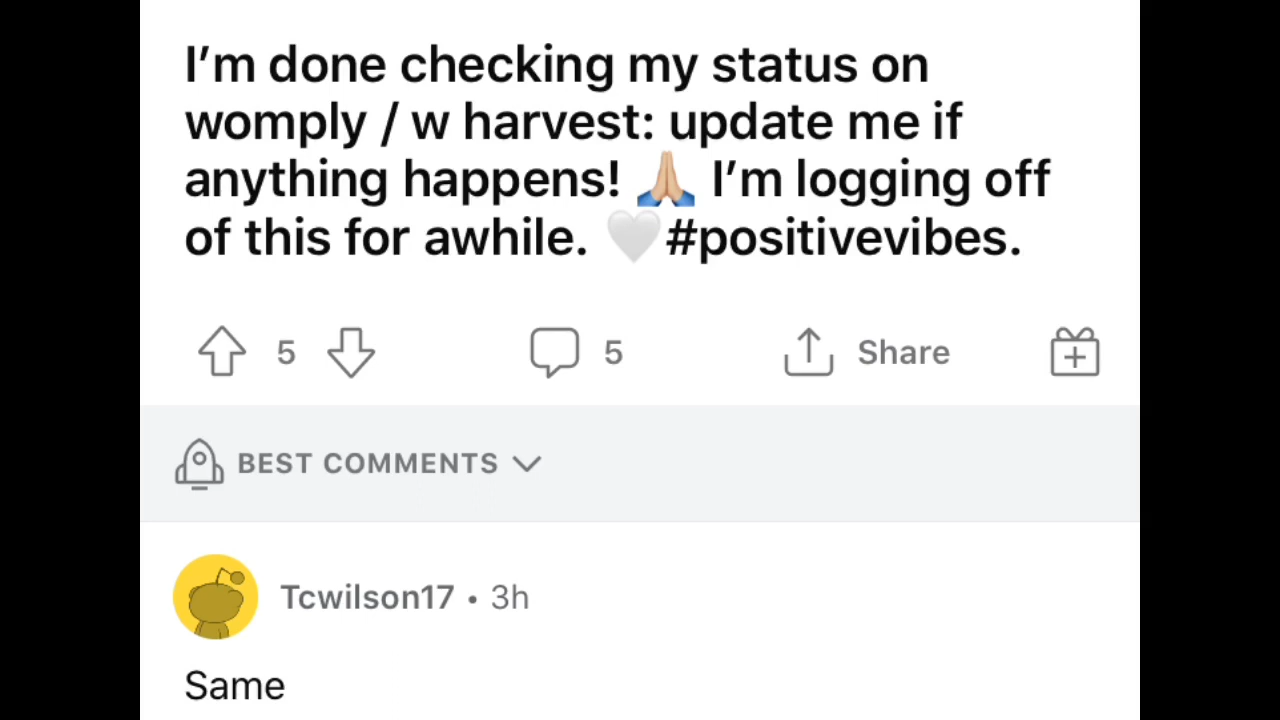 I’m done checking my status on
womply / w harvest: update me if
anything happens! 🙏🏼 I’m logging off
of this for awhile. 🤍#positivevibes.
5 5 Share
BEST COMMENTS
Tcwilson17 • 3h
Same